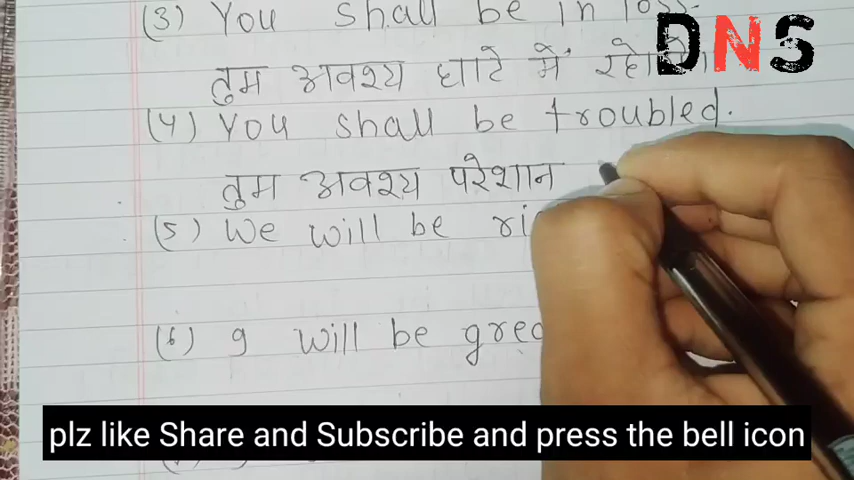 (3) You shall be in loss.
DNS
तुम अवश्य घाटे में
(4) You shall be troubled.
तुम अवश्य परेशान
(5) We will be
(6) I will be
plz like Share and Subscribe and press the bell icon